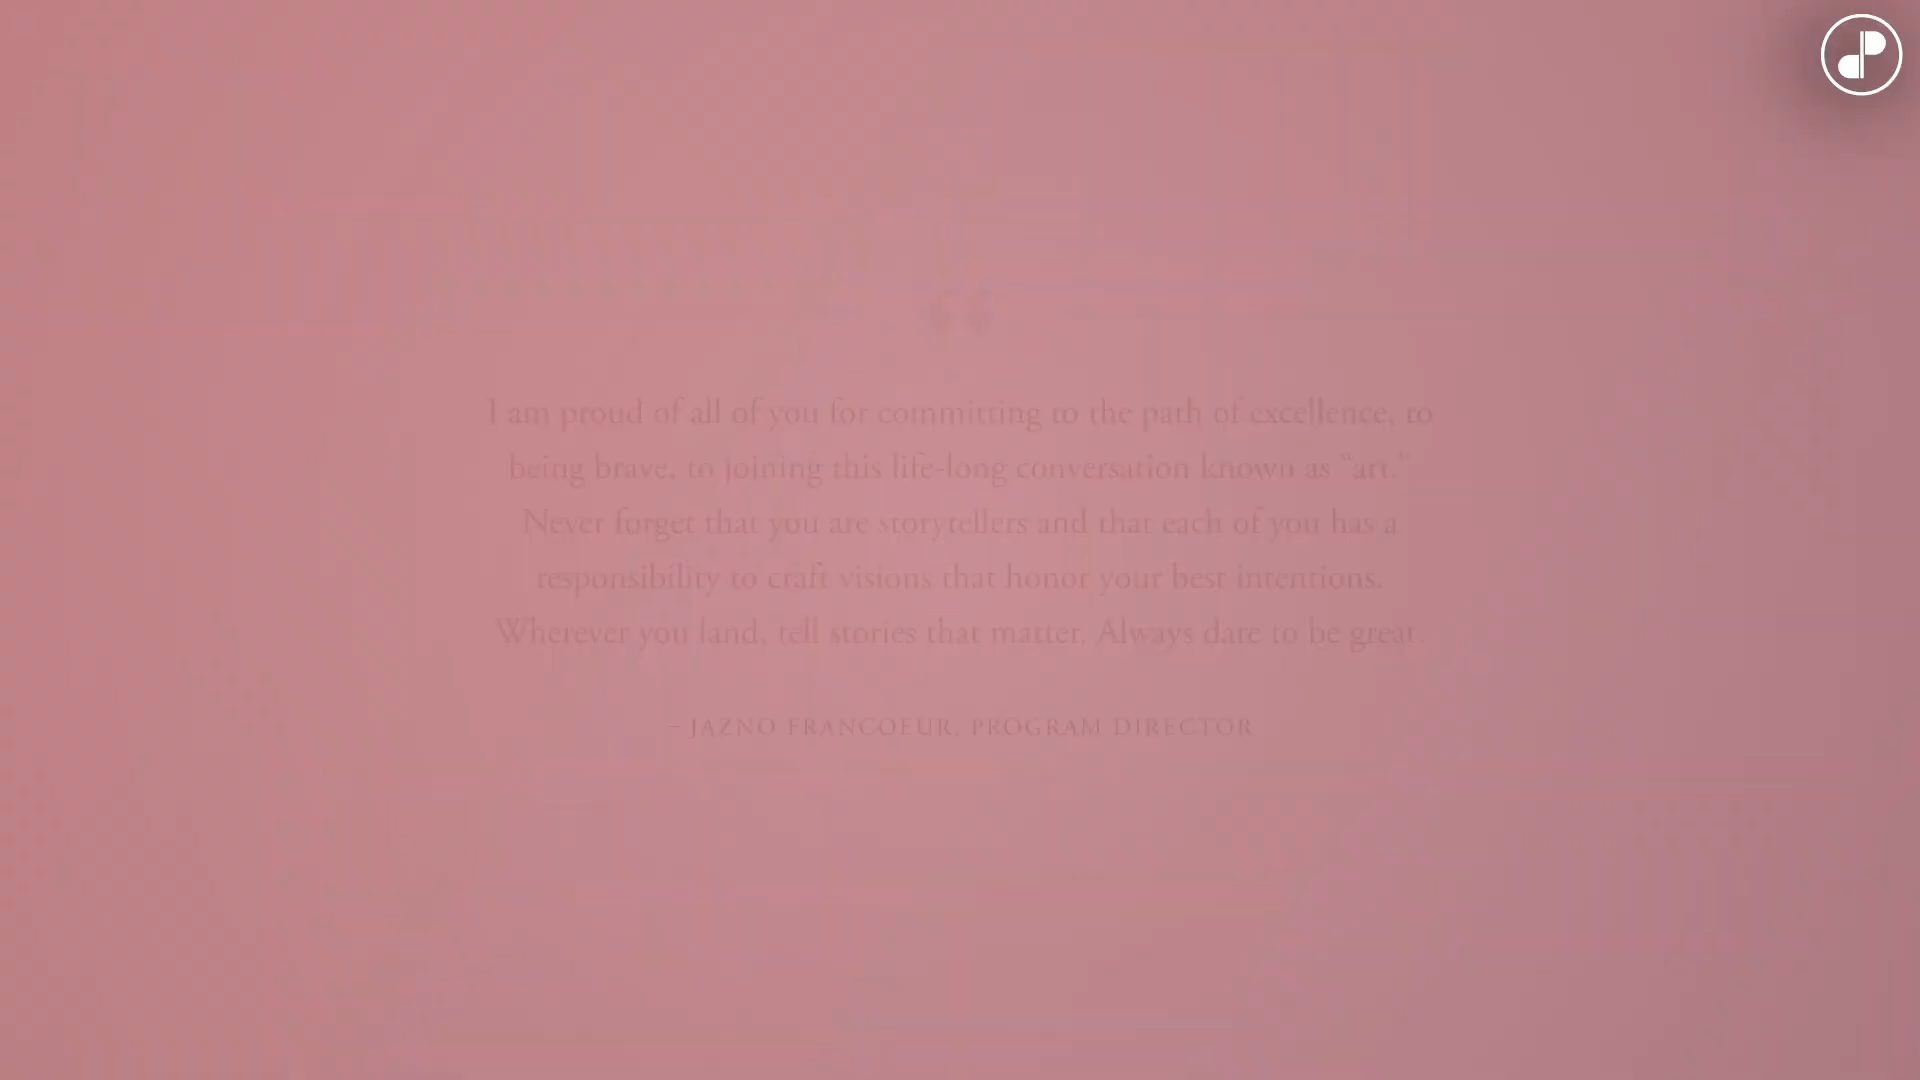 “
I am proud of all of you for committing to the path of excellence, to
being brave, to joining this life-long conversation known as “art.”
Never forget that you are storytellers and that each of you has a
responsibility to craft visions that honor your best intentions.
Wherever you land, tell stories that matter. Always dare to be great.
– JAZNO FRANCOEUR, PROGRAM DIRECTOR